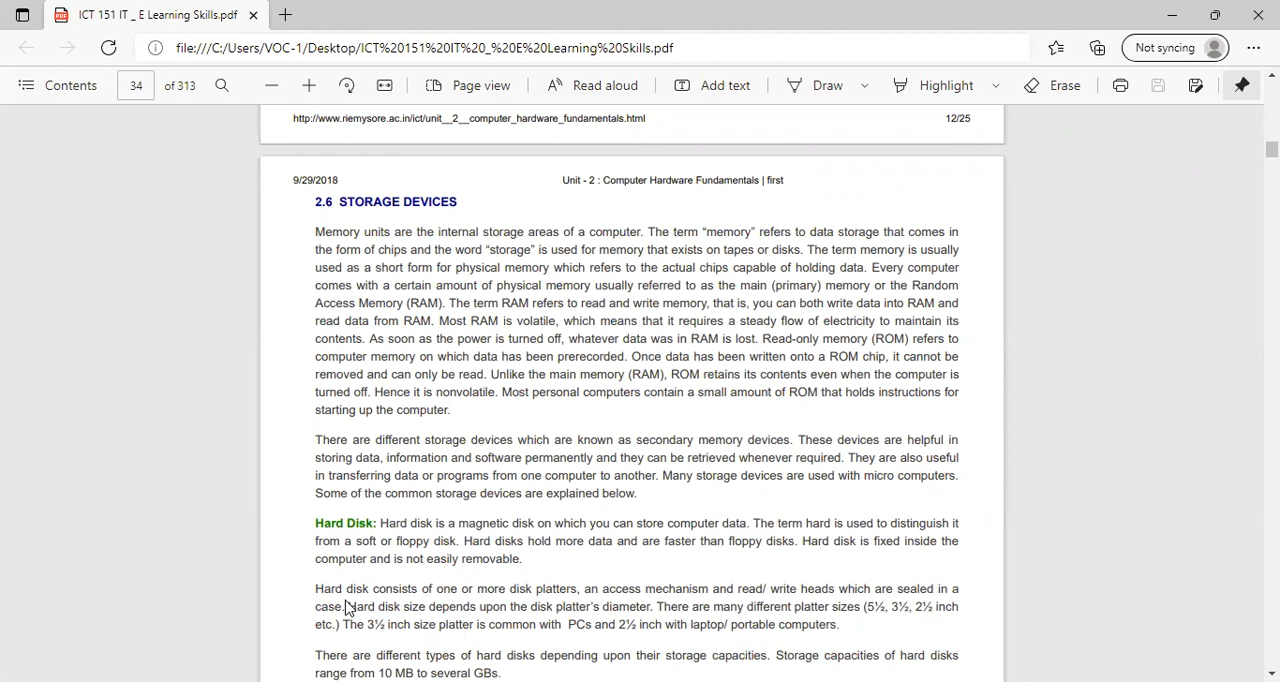 ICT 151 IT _ E Learning Skills.pdf
file:///C:/Users/VOC-1/Desktop/ICT%20151%20IT%20_%20E%20Learning%20Skills.pdf
Not syncing
Contents 34 of 313 Page view Read aloud Add text Draw Highlight Erase
http://www.riemysore.ac.in/ict/unit__2__computer_hardware_fundamentals.html 12/25
9/29/2018 Unit - 2 : Computer Hardware Fundamentals | first
2.6 STORAGE DEVICES
Memory units are the internal storage areas of a computer. The term “memory” refers to data storage that comes in
the form of chips and the word “storage” is used for memory that exists on tapes or disks. The term memory is usually
used as a short form for physical memory which refers to the actual chips capable of holding data. Every computer
comes with a certain amount of physical memory usually referred to as the main (primary) memory or the Random
Access Memory (RAM). The term RAM refers to read and write memory, that is, you can both write data into RAM and
read data from RAM. Most RAM is volatile, which means that it requires a steady flow of electricity to maintain its
contents. As soon as the power is turned off, whatever data was in RAM is lost. Read-only memory (ROM) refers to
computer memory on which data has been prerecorded. Once data has been written onto a ROM chip, it cannot be
removed and can only be read. Unlike the main memory (RAM), ROM retains its contents even when the computer is
turned off. Hence it is nonvolatile. Most personal computers contain a small amount of ROM that holds instructions for
starting up the computer.
There are different storage devices which are known as secondary memory devices. These devices are helpful in
storing data, information and software permanently and they can be retrieved whenever required. They are also useful
in transferring data or programs from one computer to another. Many storage devices are used with micro computers.
Some of the common storage devices are explained below.
Hard Disk: Hard disk is a magnetic disk on which you can store computer data. The term hard is used to distinguish it
from a soft or floppy disk. Hard disks hold more data and are faster than floppy disks. Hard disk is fixed inside the
computer and is not easily removable.
Hard disk consists of one or more disk platters, an access mechanism and read/ write heads which are sealed in a
case. Hard disk size depends upon the disk platter’s diameter. There are many different platter sizes (5½, 3½, 2½ inch
etc.) The 3½ inch size platter is common with PCs and 2½ inch with laptop/ portable computers.
There are different types of hard disks depending upon their storage capacities. Storage capacities of hard disks
range from 10 MB to several GBs.